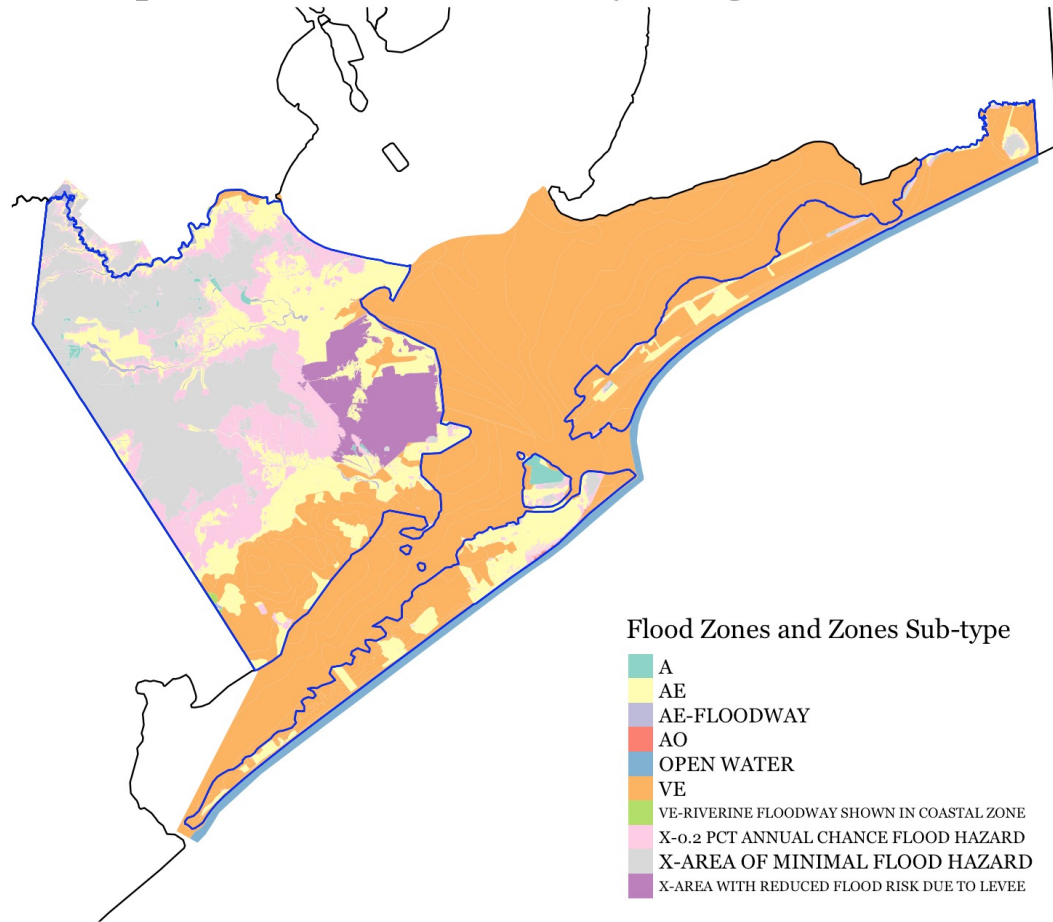 Flood Zones and Zones Sub-type
A
AE
AE-FLOODWAY
AO
OPEN WATER
VE
VE-RIVERINE FLOODWAY SHOWN IN COASTAL ZONE
X-0.2 PCT ANNUAL CHANCE FLOOD HAZARD
X-AREA OF MINIMAL FLOOD HAZARD
X-AREA WITH REDUCED FLOOD RISK DUE TO LEVEE